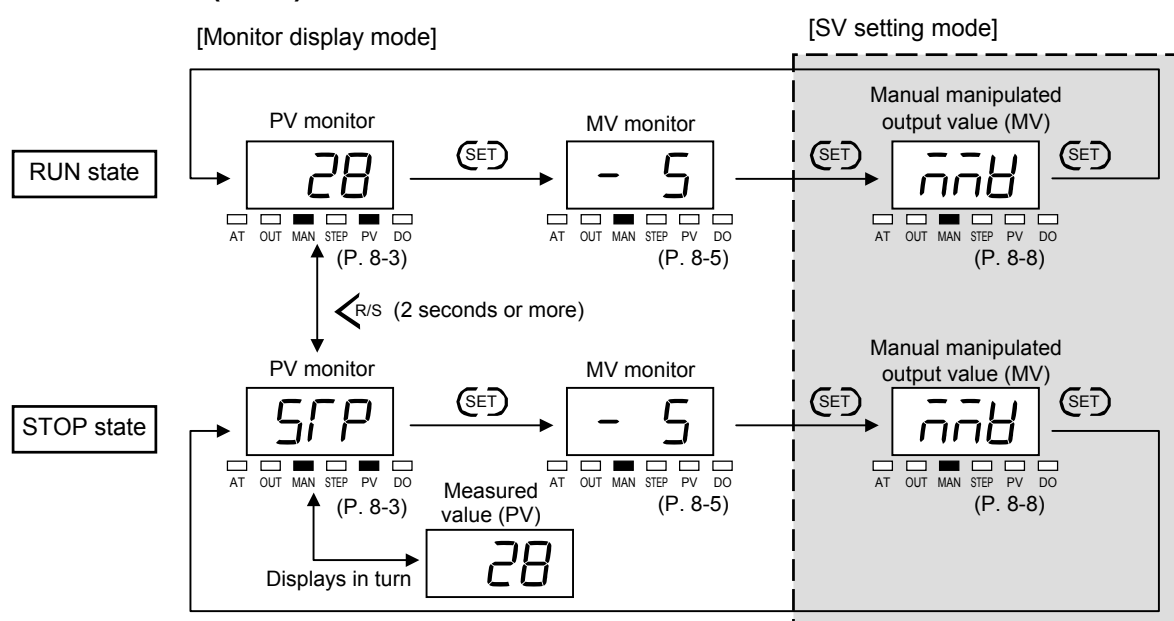 [Monitor display mode]
[SV setting mode]
RUN state
PV monitor
28
AT OUT MAN STEP PV DO
(P. 8-3)
SET
MV monitor
- 5
AT OUT MAN STEP PV DO
(P. 8-5)
SET
Manual manipulated
output value (MV)
AT OUT MAN STEP PV DO
(P. 8-8)
SET
R/S (2 seconds or more)
STOP state
PV monitor
STP
AT OUT MAN STEP PV DO
(P. 8-3)
SET
MV monitor
- 5
AT OUT MAN STEP PV DO
(P. 8-5)
SET
Manual manipulated
output value (MV)
AT OUT MAN STEP PV DO
(P. 8-8)
SET
Measured
value (PV)
28
Displays in turn